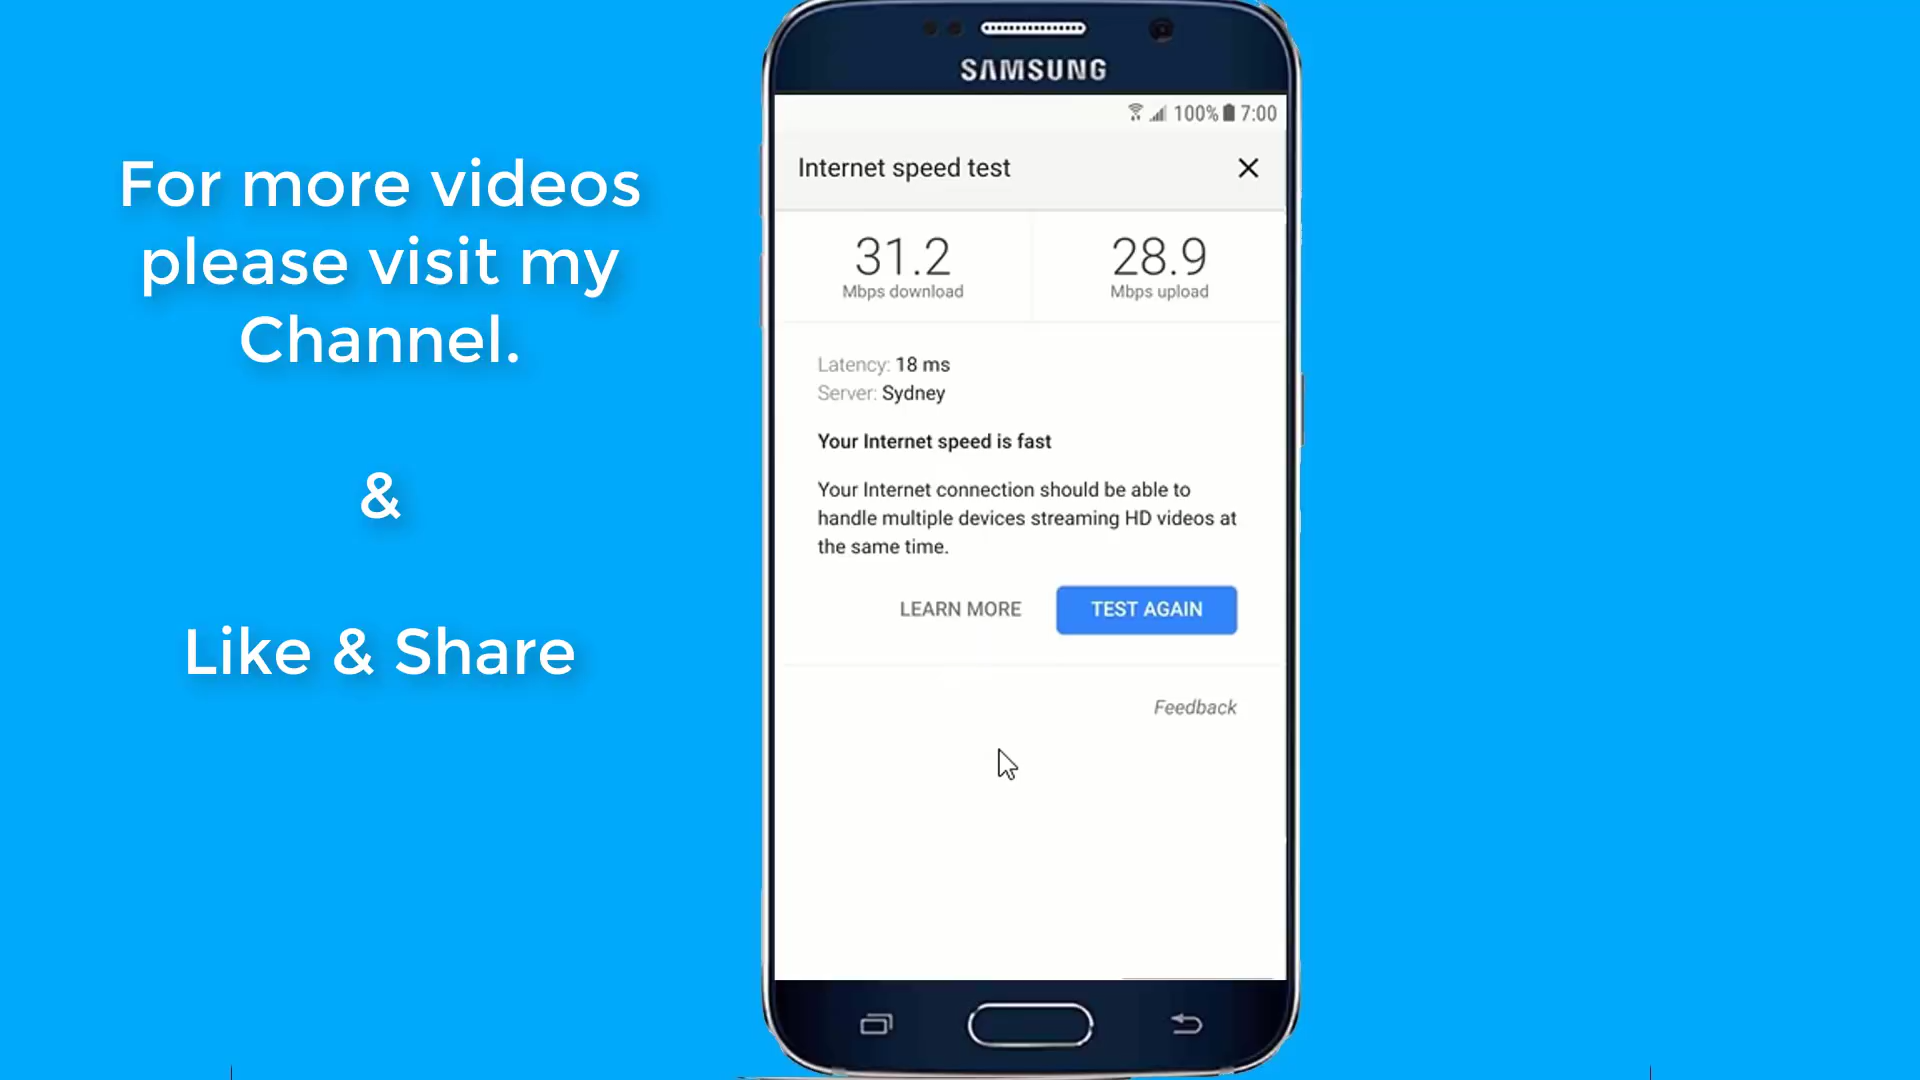 For more videos
please visit my
Channel.
&
Like & Share
SAMSUNG
100% 7:00
Internet speed test
31.2
Mbps download
28.9
Mbps upload
Latency: 18 ms
Server: Sydney
Your Internet speed is fast
Your Internet connection should be able to
handle multiple devices streaming HD videos at
the same time.
LEARN MORE
TEST AGAIN
Feedback